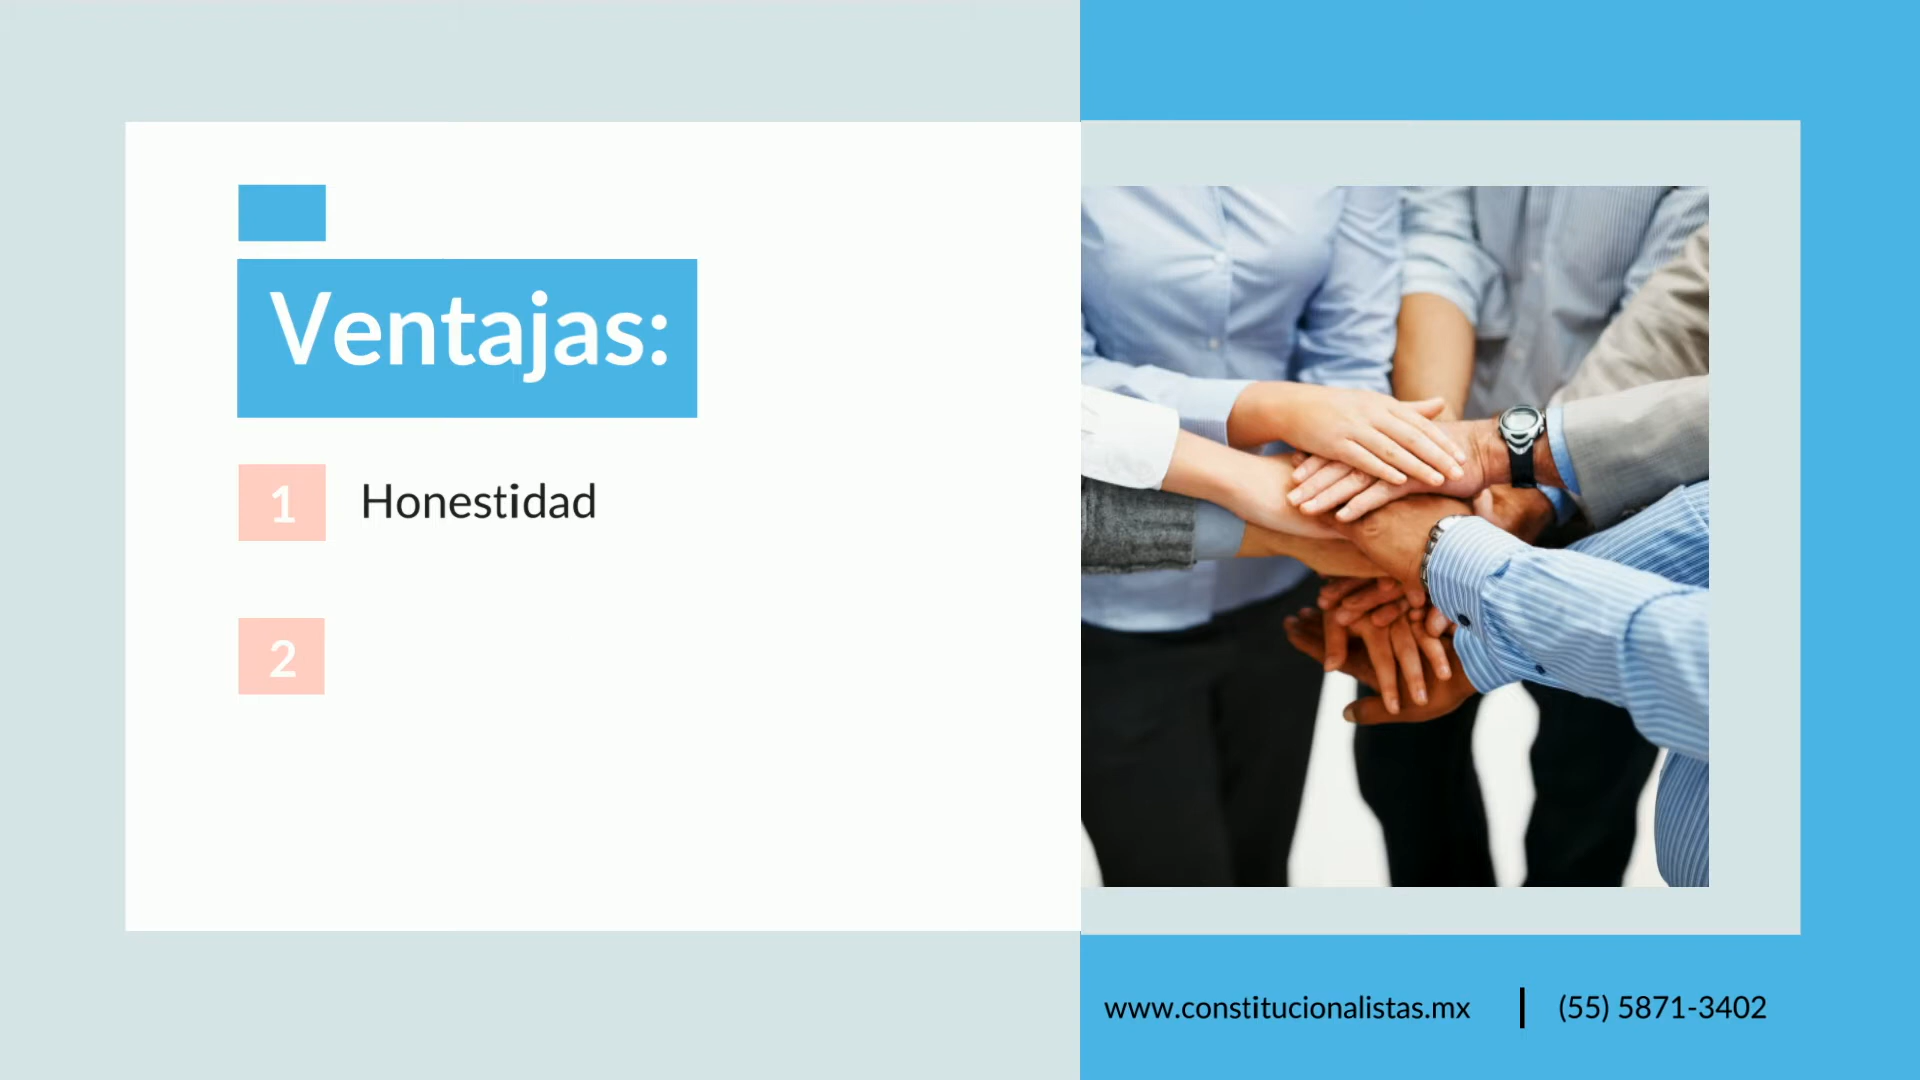 Ventajas:
1 Honestidad
2
www.constitucionalistas.mx | (55) 5871-3402